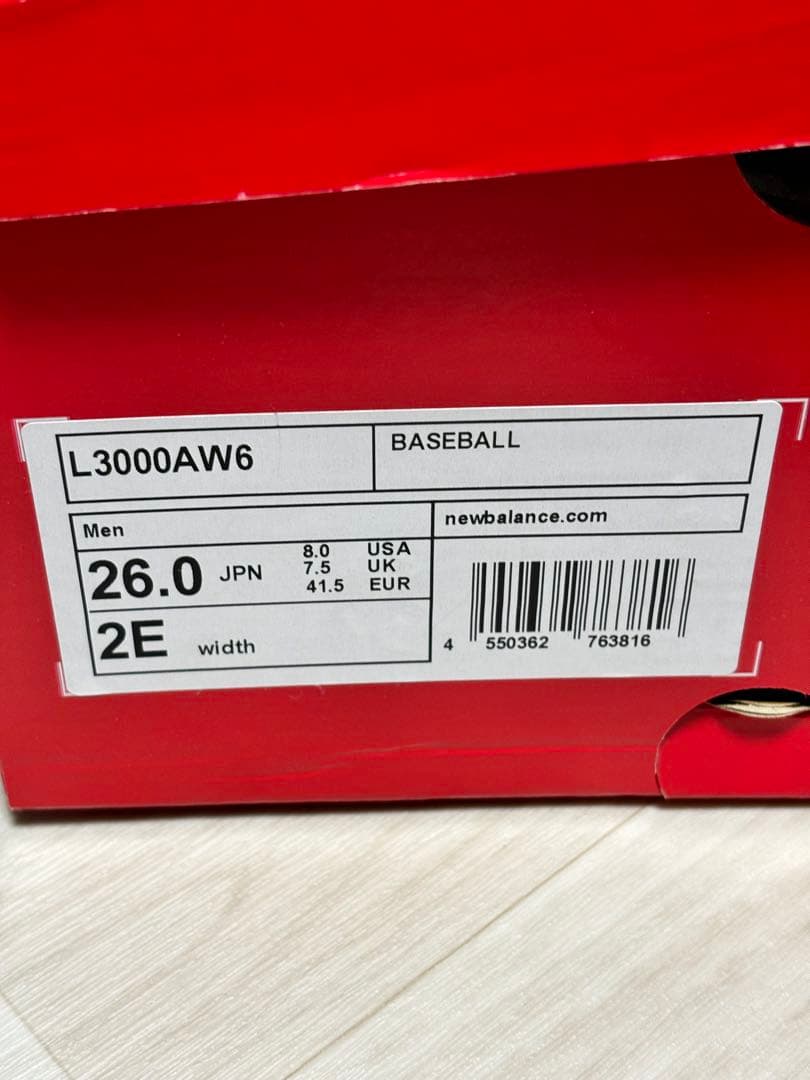 L3000AW6
BASEBALL
Men
newbalance.com
26.0 JPN
8.0 USA
7.5 UK
41.5 EUR
2E width
4 550362 763816